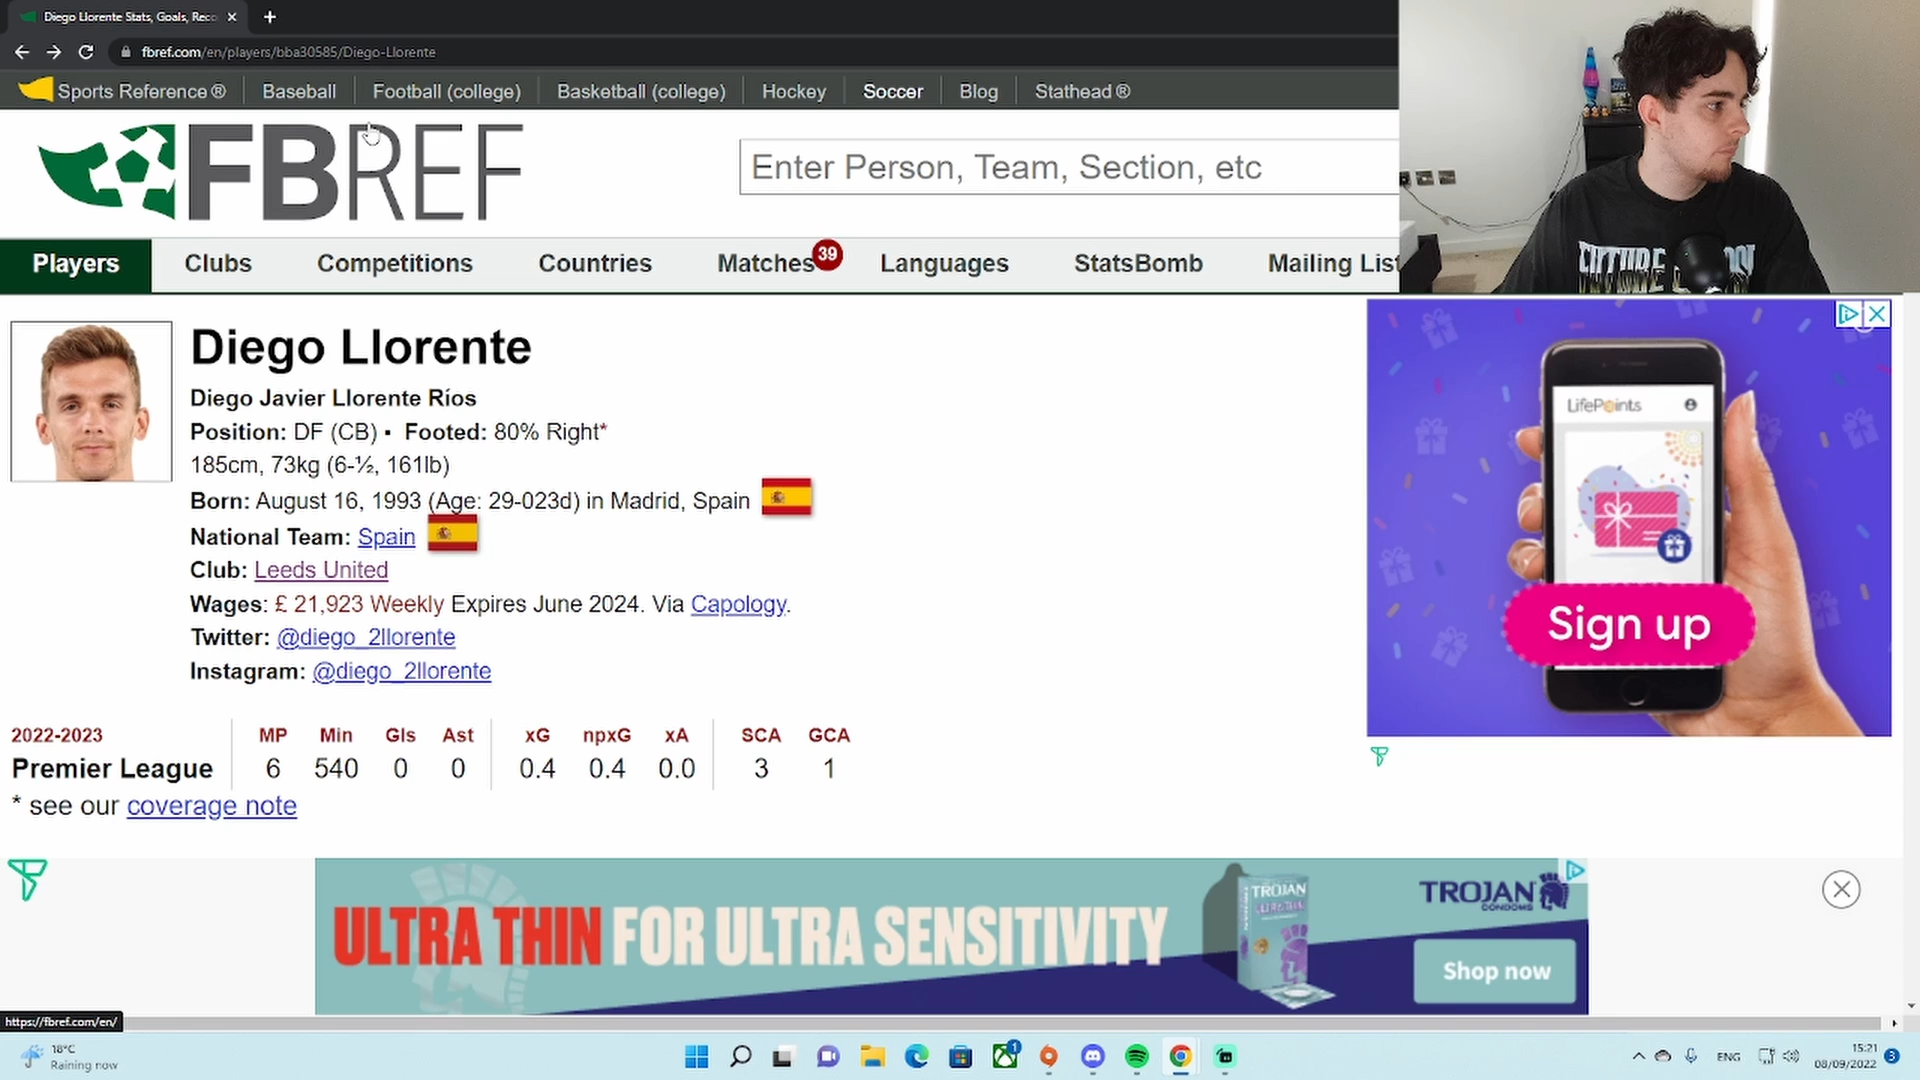 Diego Llorente Stats, Goals, Reco
fbref.com/en/players/bba30585/Diego-Llorente
Sports Reference ® Baseball Football (college) Basketball (college) Hockey Soccer Blog Stathead ®
FBREF
Enter Person, Team, Section, etc
Players Clubs Competitions Countries Matches 39 Languages StatsBomb Mailing List
Diego Llorente
Diego Javier Llorente Ríos
Position: DF (CB) ▪ Footed: 80% Right*
185cm, 73kg (6-½, 161lb)
Born: August 16, 1993 (Age: 29-023d) in Madrid, Spain
National Team: Spain
Club: Leeds United
Wages: £ 21,923 Weekly Expires June 2024. Via Capology.
Twitter: @diego_2llorente
Instagram: @diego_2llorente
2022-2023 MP Min Gls Ast xG npxG xA SCA GCA
Premier League 6 540 0 0 0.4 0.4 0.0 3 1
* see our coverage note
LifePoints
Sign up
ULTRA THIN FOR ULTRA SENSITIVITY
TROJAN
ULTRA THIN
TROJAN
CONDOMS
Shop now
https://fbref.com/en/
18°C
Raining now
1
ENG
15:21
08/09/2022
3